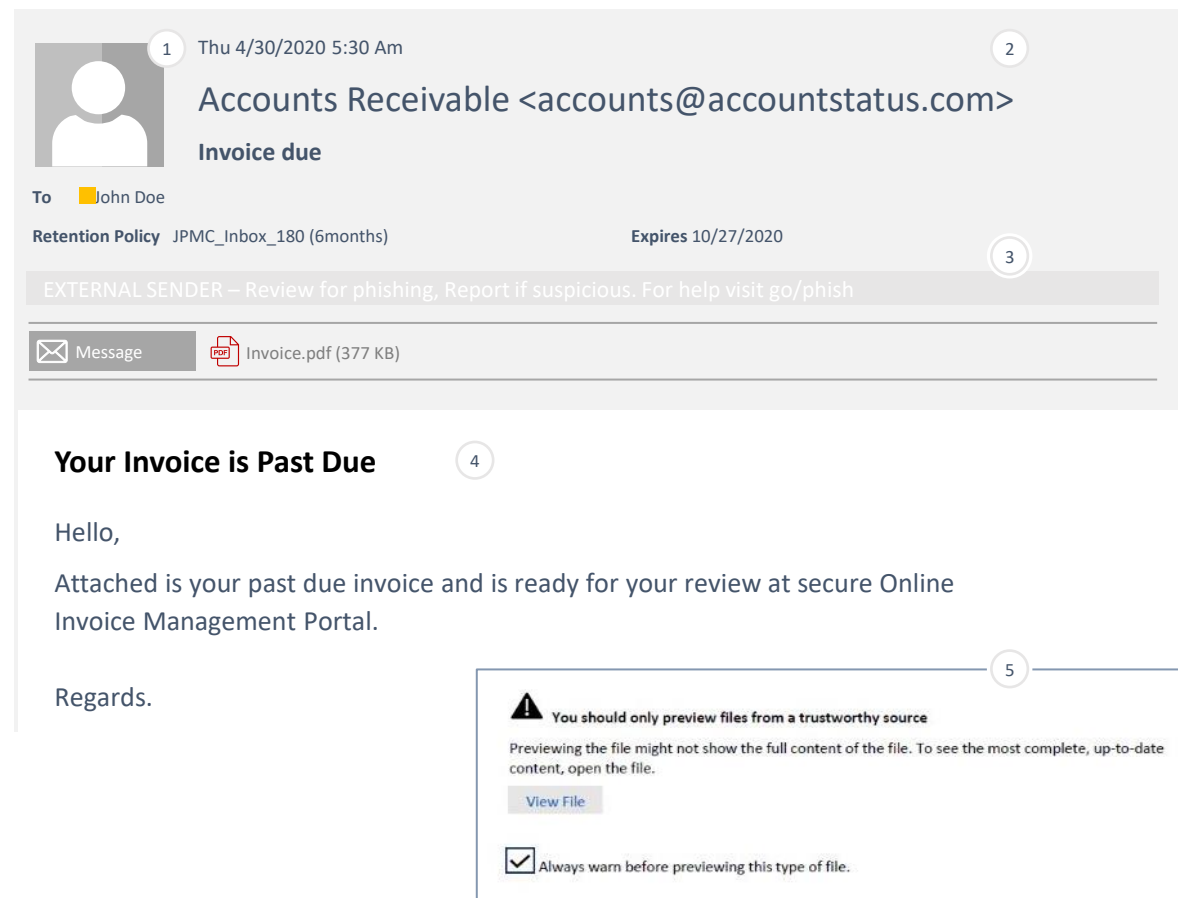 1
Thu 4/30/2020 5:30 Am
2
Accounts Receivable <accounts@accountstatus.com>
Invoice due
To John Doe
Retention Policy JPMC_Inbox_180 (6months) Expires 10/27/2020
3
EXTERNAL SENDER – Review for phishing, Report if suspicious. For help visit go/phish
Message PDF Invoice.pdf (377 KB)
Your Invoice is Past Due 4
Hello,
Attached is your past due invoice and is ready for your review at secure Online
Invoice Management Portal.
Regards.
5
You should only preview files from a trustworthy source
Previewing the file might not show the full content of the file. To see the most complete, up-to-date
content, open the file.
View File
Always warn before previewing this type of file.